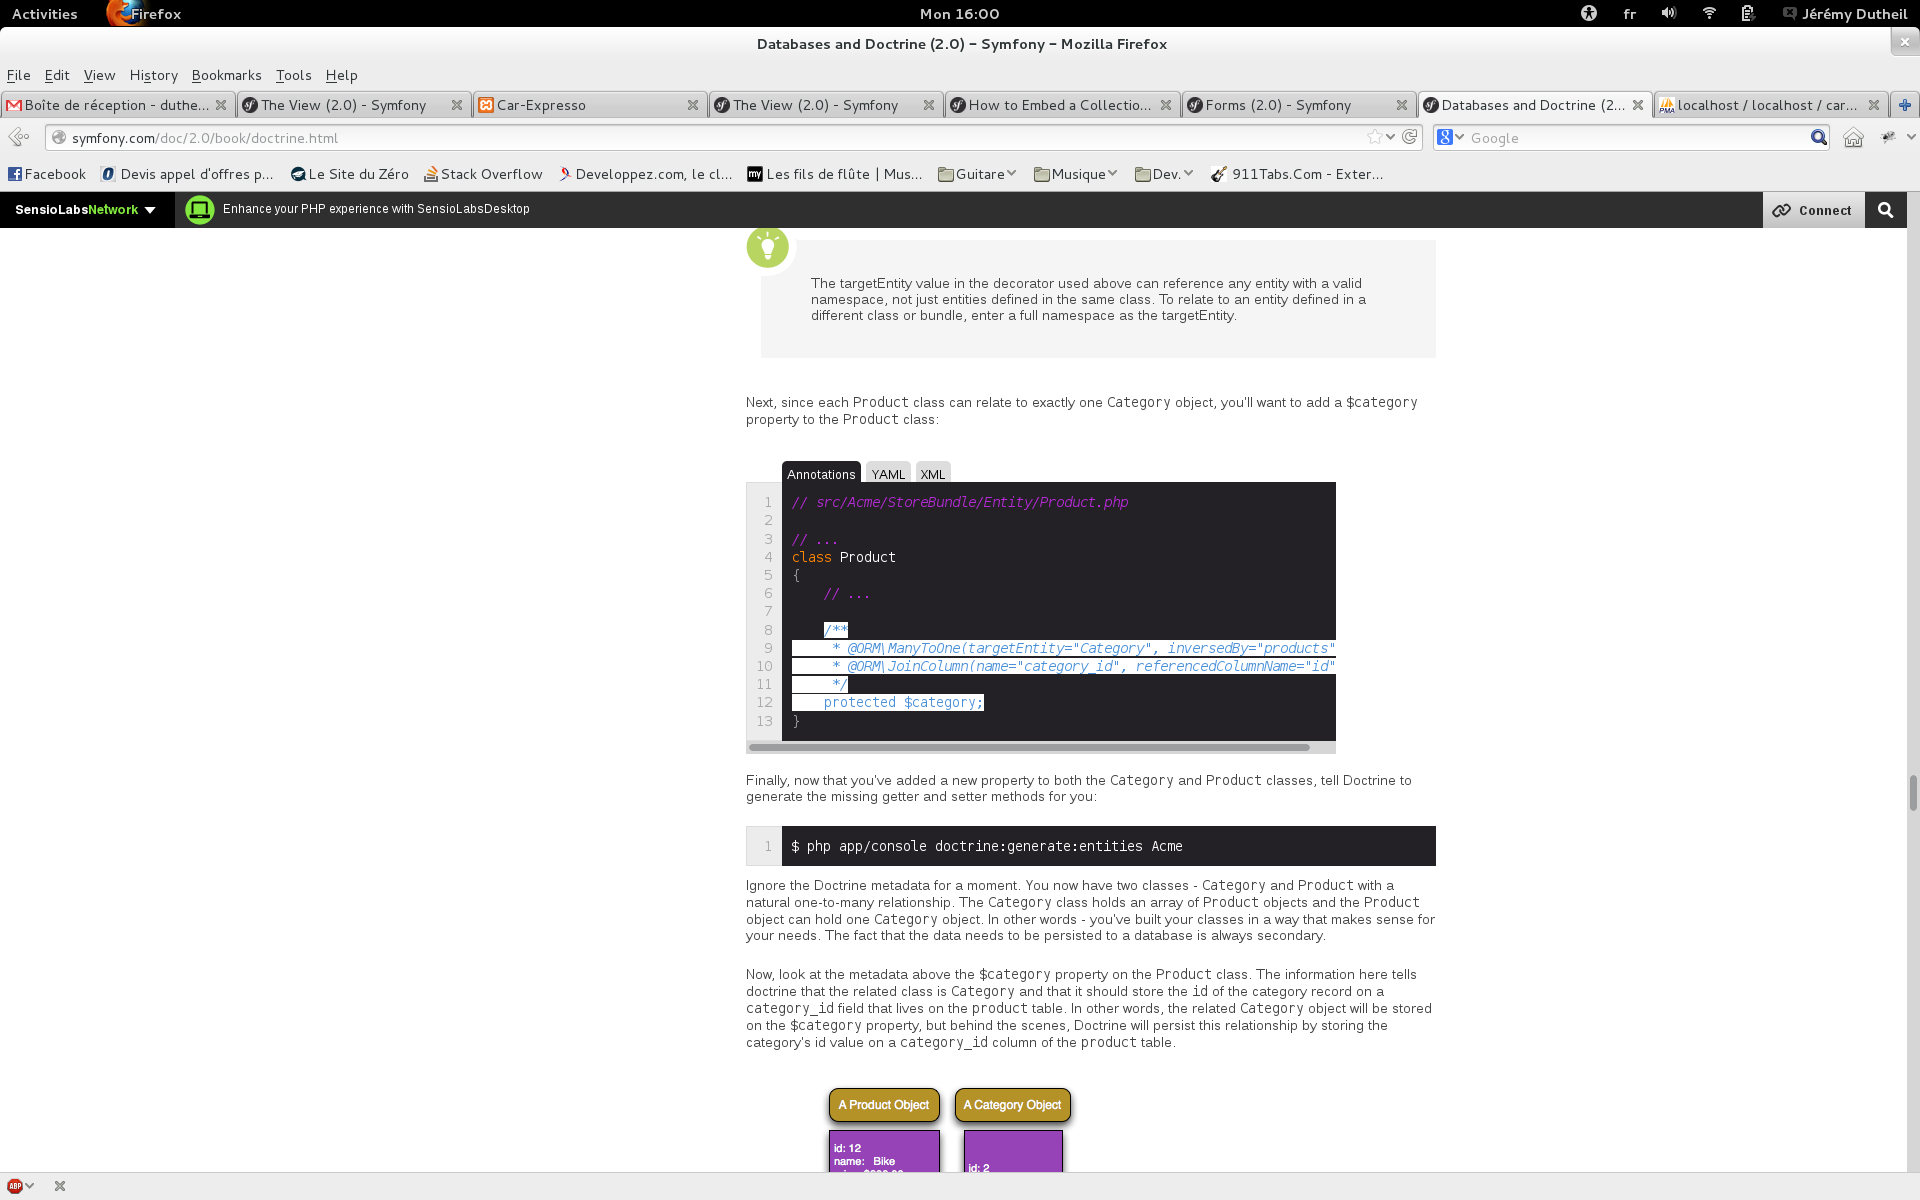 Activities
Firefox
Mon 16:00
fr
Jérémy Dutheil
Databases and Doctrine (2.0) - Symfony - Mozilla Firefox
File Edit View History Bookmarks Tools Help
Boîte de réception - duthe...
The View (2.0) - Symfony
Car-Expresso
The View (2.0) - Symfony
How to Embed a Collectio...
Forms (2.0) - Symfony
Databases and Doctrine (2...
localhost / localhost / car...
symfony.com/doc/2.0/book/doctrine.html
Google
Facebook
Devis appel d'offres p...
Le Site du Zéro
Stack Overflow
Developpez.com, le cl...
my
Les fils de flûte | Mus...
Guitare
Musique
Dev.
911Tabs.Com - Exter...
SensioLabsNetwork
Enhance your PHP experience with SensioLabsDesktop
Connect
The targetEntity value in the decorator used above can reference any entity with a valid
namespace, not just entities defined in the same class. To relate to an entity defined in a
different class or bundle, enter a full namespace as the targetEntity.
Next, since each Product class can relate to exactly one Category object, you'll want to add a $category
property to the Product class:
Annotations YAML XML
1 // src/Acme/StoreBundle/Entity/Product.php
2
3 // ...
4 class Product
5 {
6 // ...
7
8 /**
9 * @ORM\ManyToOne(targetEntity="Category", inversedBy="products"
10 * @ORM\JoinColumn(name="category_id", referencedColumnName="id"
11 */
12 protected $category;
13 }
Finally, now that you've added a new property to both the Category and Product classes, tell Doctrine to
generate the missing getter and setter methods for you:
1 $ php app/console doctrine:generate:entities Acme
Ignore the Doctrine metadata for a moment. You now have two classes - Category and Product with a
natural one-to-many relationship. The Category class holds an array of Product objects and the Product
object can hold one Category object. In other words - you've built your classes in a way that makes sense for
your needs. The fact that the data needs to be persisted to a database is always secondary.
Now, look at the metadata above the $category property on the Product class. The information here tells
doctrine that the related class is Category and that it should store the id of the category record on a
category_id field that lives on the product table. In other words, the related Category object will be stored
on the $category property, but behind the scenes, Doctrine will persist this relationship by storing the
category's id value on a category_id column of the product table.
A Product Object
A Category Object
id: 12
name: Bike
id: 2
ABP